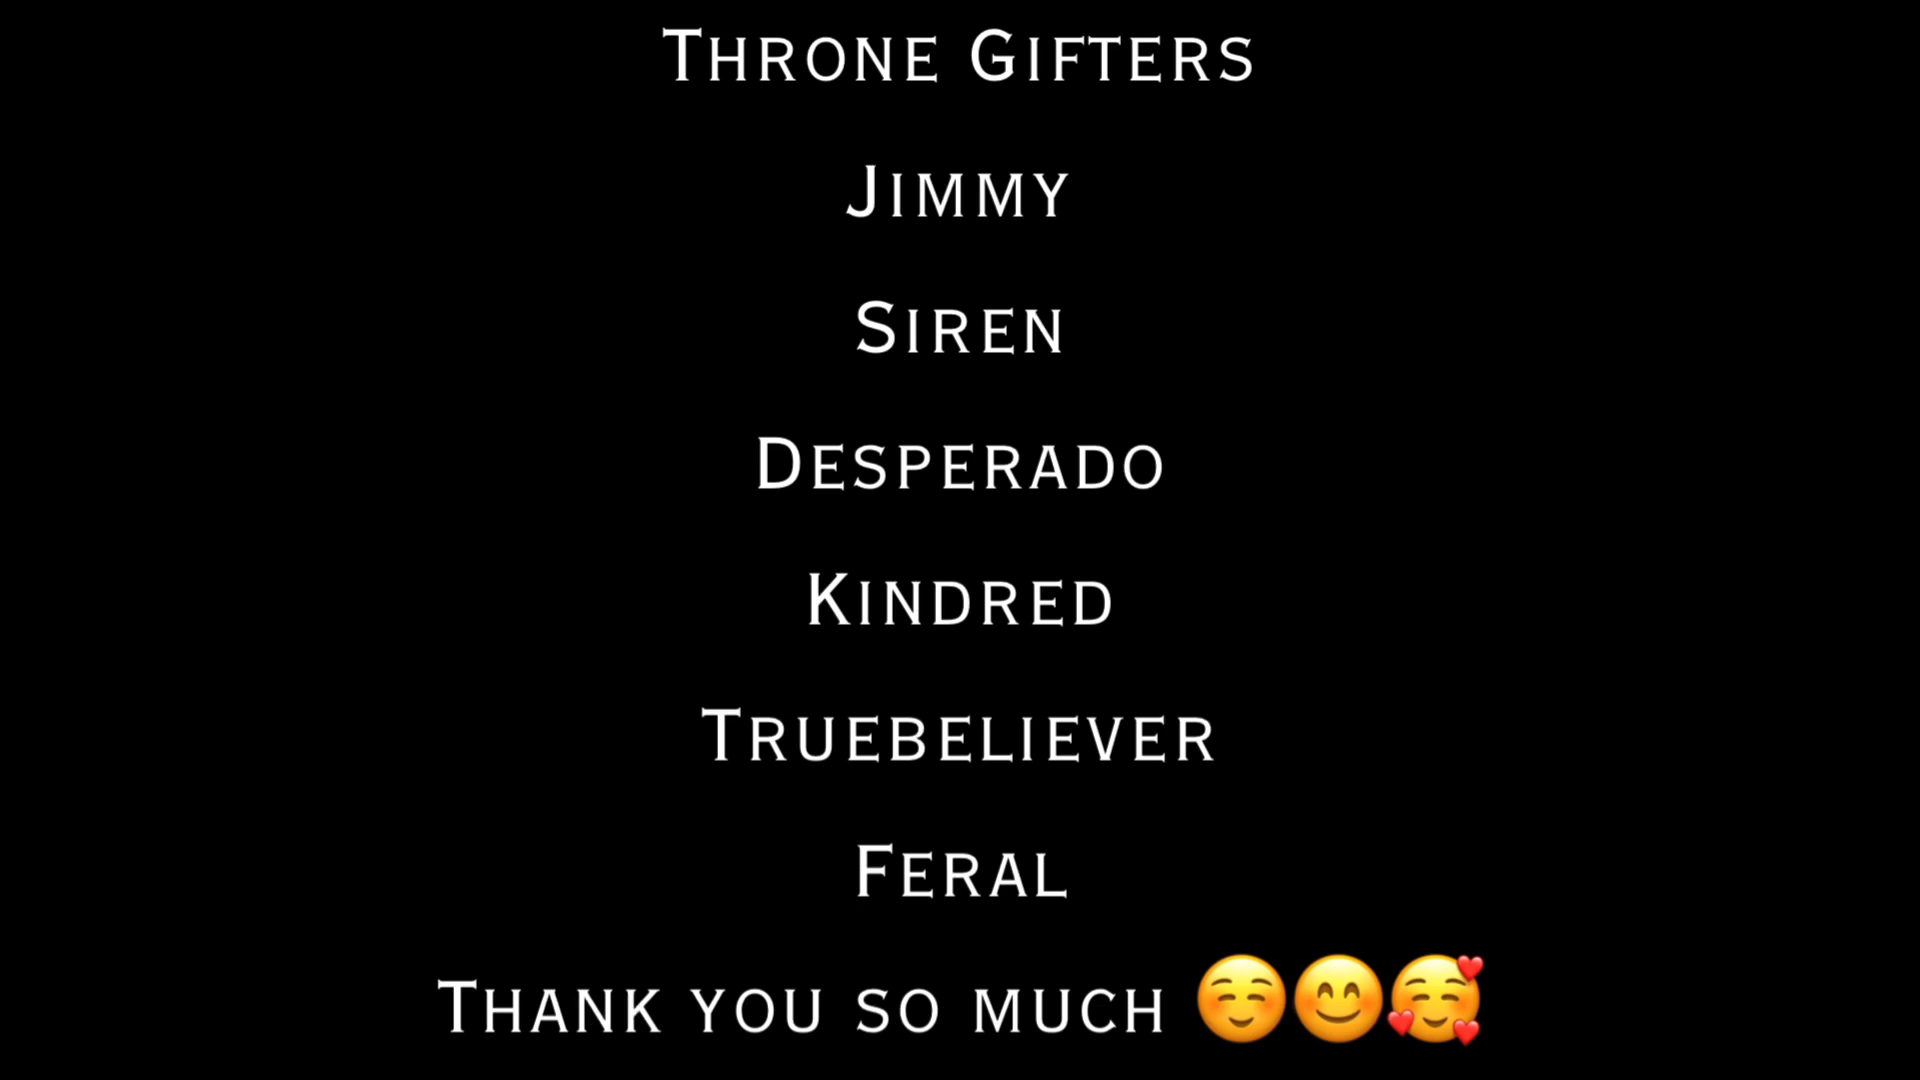 Throne Gifters
Jimmy
Siren
Desperado
Kindred
Truebeliever
Feral
Thank you so much ☺️😊🥰